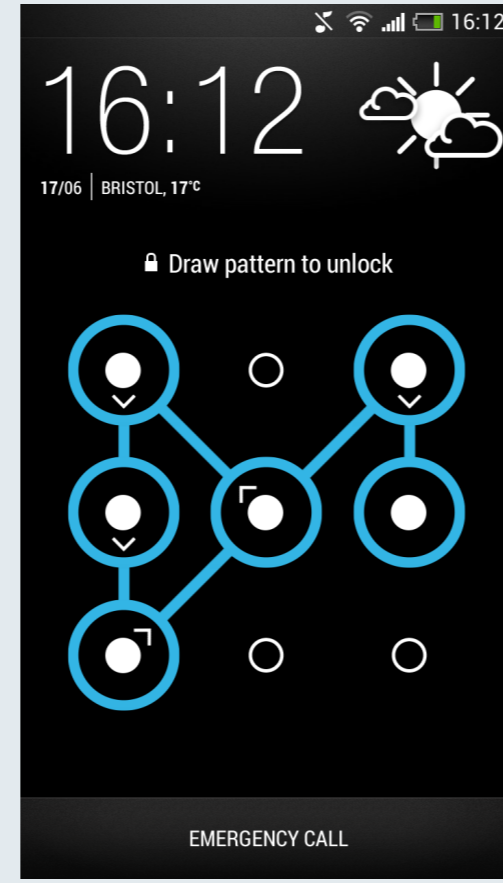 16:12
16:12
17/06 | BRISTOL, 17°C
Draw pattern to unlock
EMERGENCY CALL